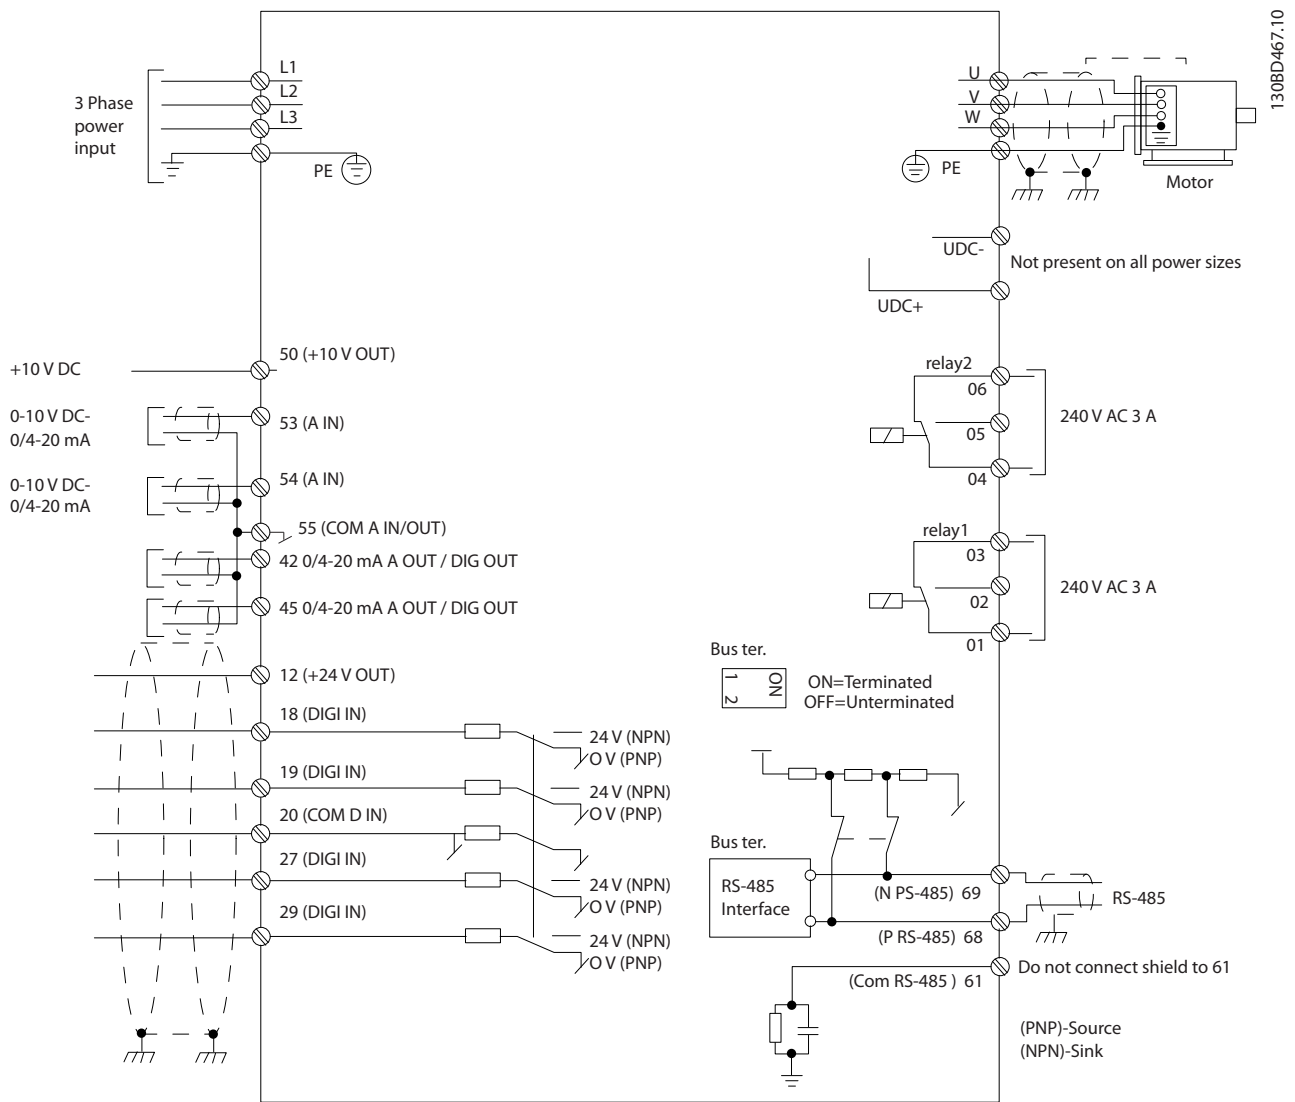 130BD467.10
L1
L2
L3
3 Phase
power
input
PE
U
V
W
PE
Motor
UDC-
Not present on all power sizes
UDC+
+10 V DC
50 (+10 V OUT)
0-10 V DC-
0/4-20 mA
53 (A IN)
0-10 V DC-
0/4-20 mA
54 (A IN)
55 (COM A IN/OUT)
42 0/4-20 mA A OUT / DIG OUT
45 0/4-20 mA A OUT / DIG OUT
relay2
06
05
04
240 V AC 3 A
relay1
03
02
01
240 V AC 3 A
12 (+24 V OUT)
18 (DIGI IN)
24 V (NPN)
O V (PNP)
19 (DIGI IN)
24 V (NPN)
O V (PNP)
20 (COM D IN)
27 (DIGI IN)
24 V (NPN)
O V (PNP)
29 (DIGI IN)
24 V (NPN)
O V (PNP)
Bus ter.
1
2
ON
ON=Terminated
OFF=Unterminated
Bus ter.
RS-485
Interface
(N PS-485) 69
RS-485
(P RS-485) 68
(Com RS-485 ) 61
Do not connect shield to 61
(PNP)-Source
(NPN)-Sink